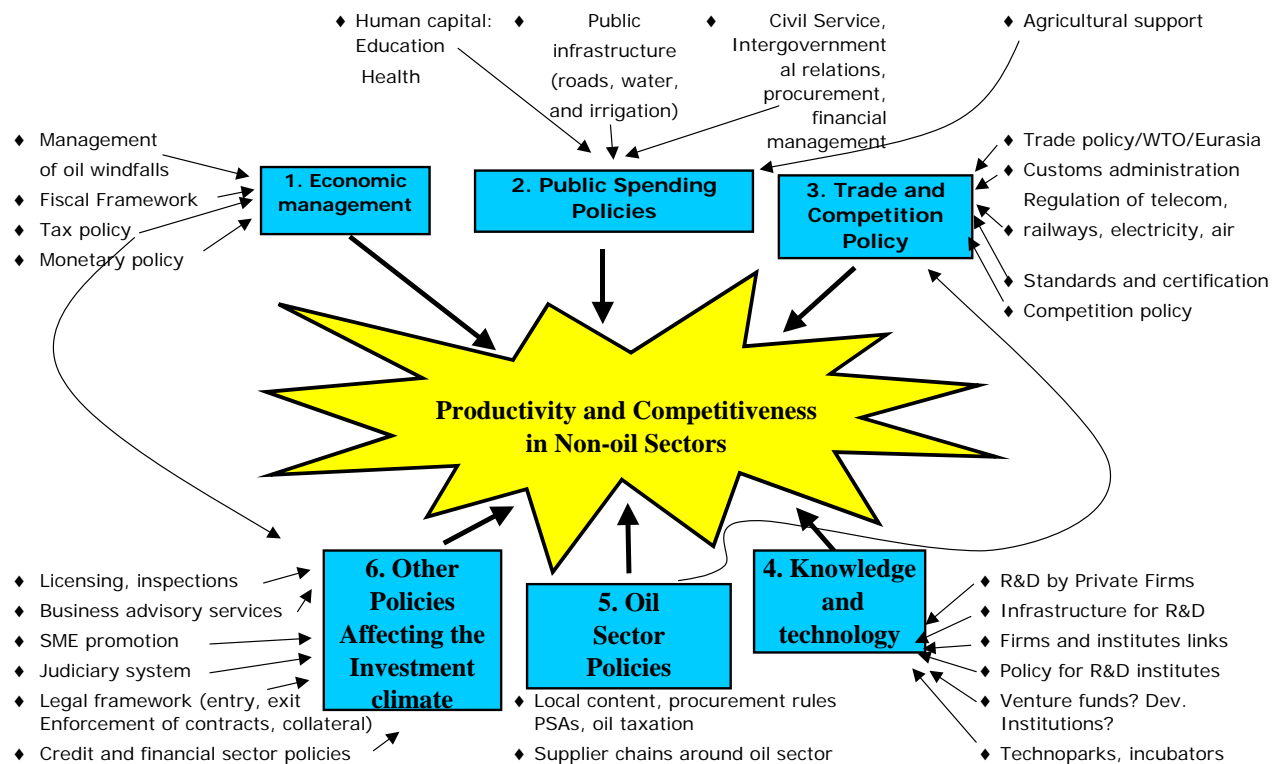 ♦ Human capital:
Education
Health
♦ Public
infrastructure
(roads, water,
and irrigation)
♦ Civil Service,
Intergovernment
al relations,
procurement,
financial
management
♦ Agricultural support
♦ Management
of oil windfalls
♦ Fiscal Framework
♦ Tax policy
♦ Monetary policy
1. Economic
management
2. Public Spending
Policies
3. Trade and
Competition
Policy
♦ Trade policy/WTO/Eurasia
♦ Customs administration
Regulation of telecom,
♦ railways, electricity, air
♦ Standards and certification
♦ Competition policy
Productivity and Competitiveness
in Non-oil Sectors
♦ Licensing, inspections
♦ Business advisory services
♦ SME promotion
♦ Judiciary system
♦ Legal framework (entry, exit
Enforcement of contracts, collateral)
♦ Credit and financial sector policies
6. Other
Policies
Affecting the
Investment
climate
5. Oil
Sector
Policies
♦ Local content, procurement rules
PSAs, oil taxation
♦ Supplier chains around oil sector
4. Knowledge
and
technology
♦ R&D by Private Firms
♦ Infrastructure for R&D
♦ Firms and institutes links
♦ Policy for R&D institutes
♦ Venture funds? Dev.
Institutions?
♦ Technoparks, incubators